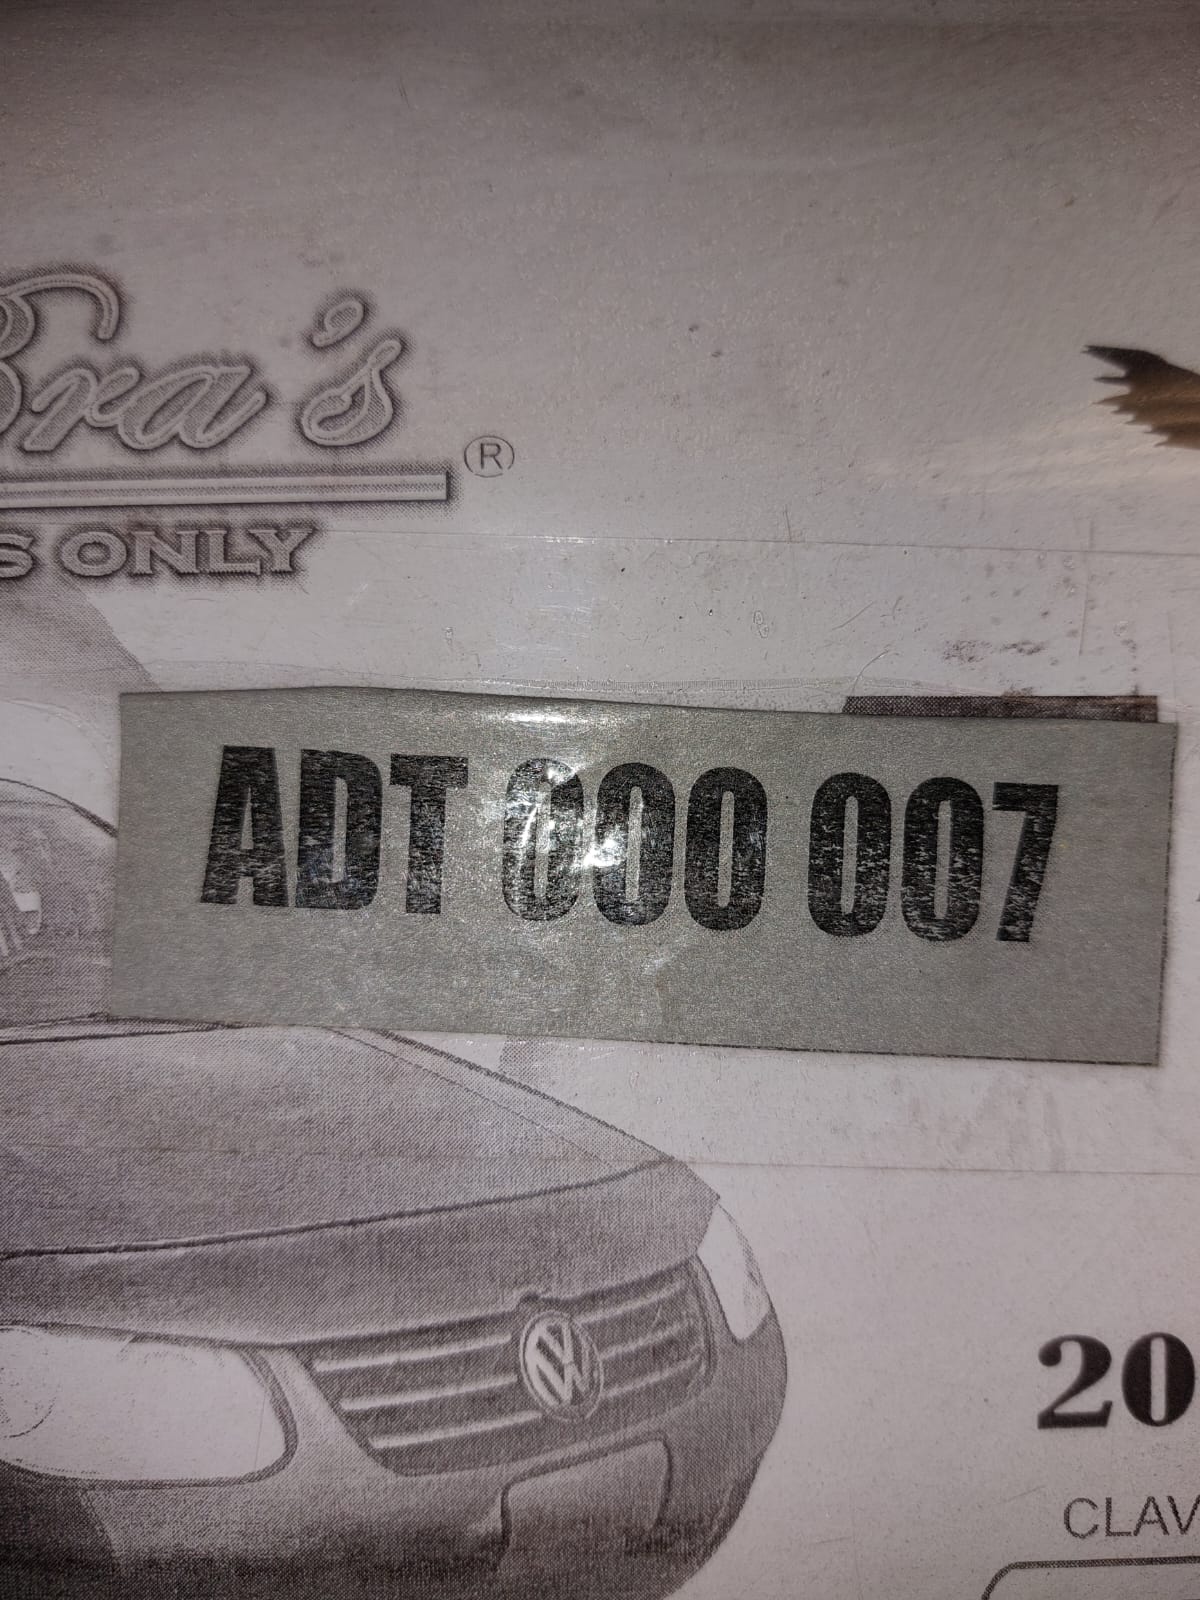 Bra's ®
S ONLY
ADT 000 007
20
CLAV